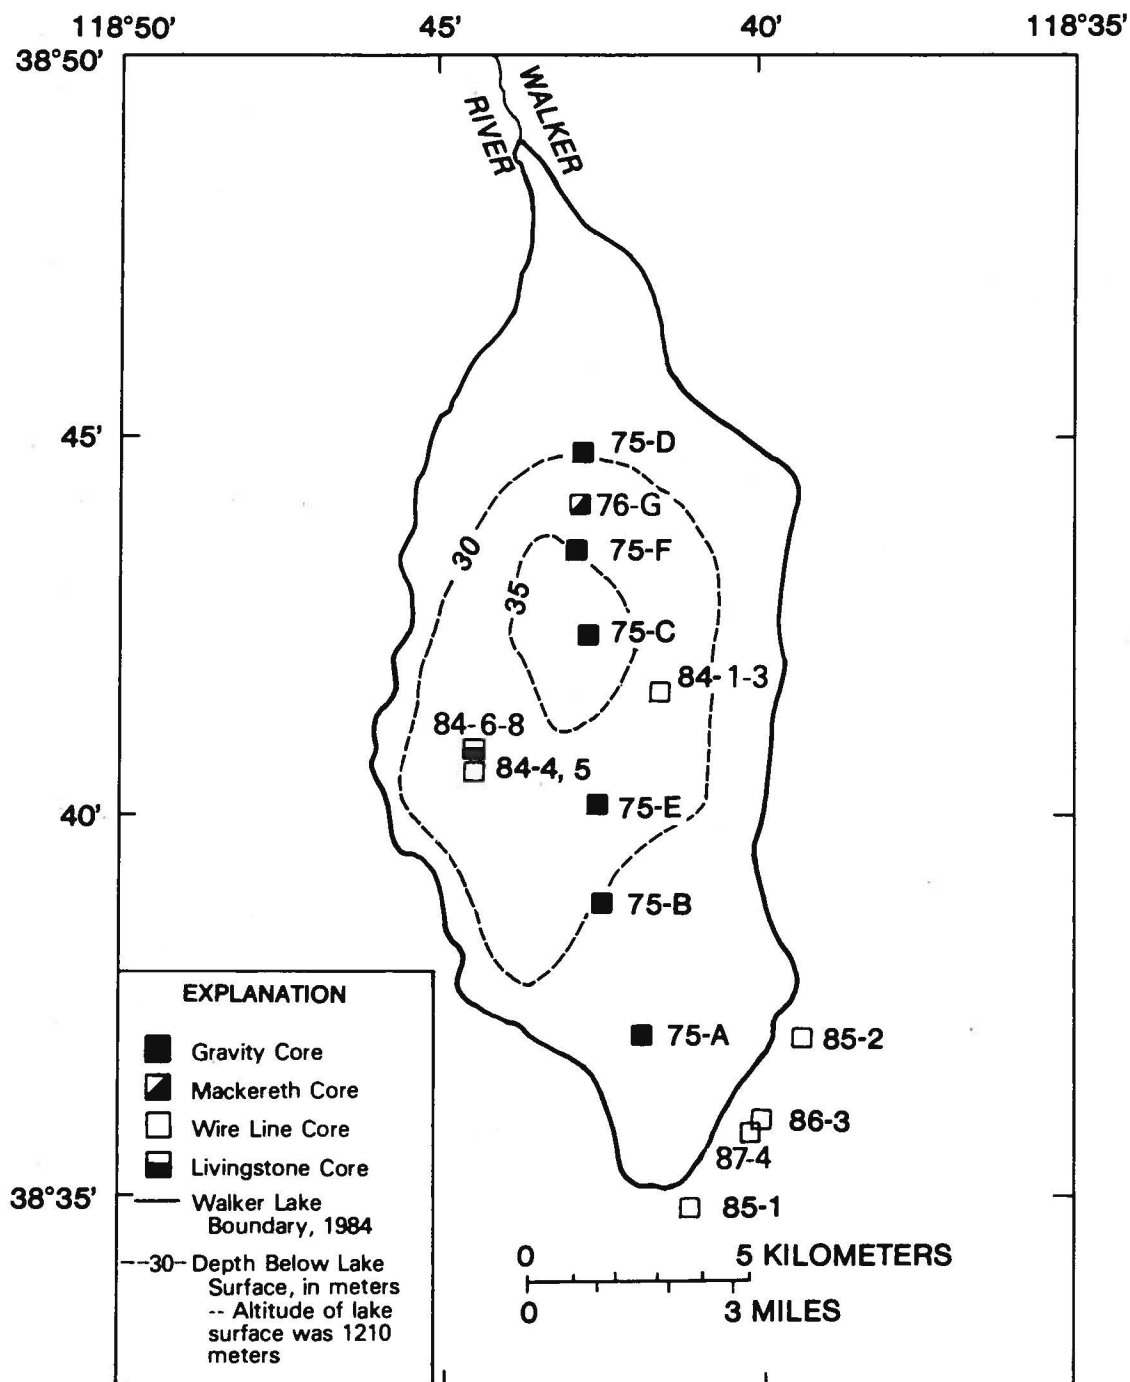 118°50' 45' 40' 118°35'
38°50'
WALKER
RIVER
45'
75-D
76-G
30
75-F
35
75-C
84-1-3
84-6-8
84-4, 5
40'
75-E
75-B
EXPLANATION
Gravity Core
Mackereth Core
Wire Line Core
Livingstone Core
Walker Lake
Boundary, 1984
--30- Depth Below Lake
Surface, in meters
-- Altitude of lake
surface was 1210
meters
75-A
85-2
86-3
87-4
38°35'
85-1
0 5 KILOMETERS
0 3 MILES